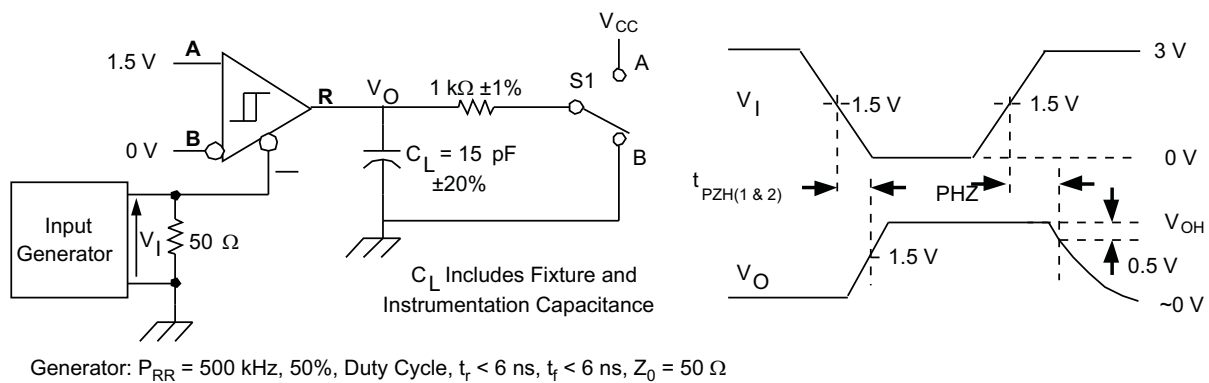 V_CC
A
S1
1.5 V
A
R
V_O
1 kΩ ±1%
B
0 V
B
C_L = 15 pF
±20%
Input
Generator
V_I
50 Ω
C_L Includes Fixture and
Instrumentation Capacitance
Generator: P_RR = 500 kHz, 50%, Duty Cycle, t_r < 6 ns, t_f < 6 ns, Z_0 = 50 Ω
3 V
V_I
1.5 V
1.5 V
0 V
t_PZH(1 & 2)
PHZ
V_OH
0.5 V
1.5 V
V_O
~0 V